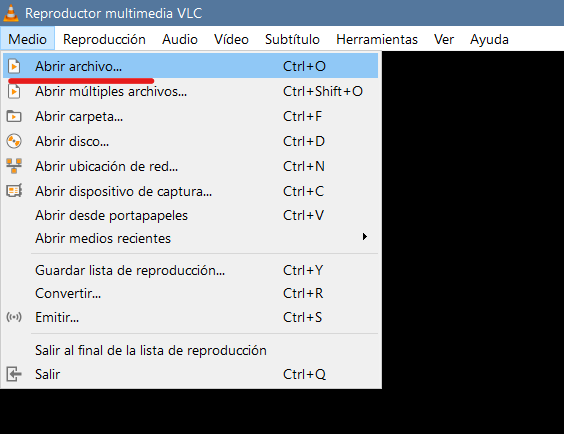 Reproductor multimedia VLC
Medio Reproducción Audio Vídeo Subtítulo Herramientas Ver Ayuda
Abrir archivo... Ctrl+O
Abrir múltiples archivos... Ctrl+Shift+O
Abrir carpeta... Ctrl+F
Abrir disco... Ctrl+D
Abrir ubicación de red... Ctrl+N
Abrir dispositivo de captura... Ctrl+C
Abrir desde portapapeles Ctrl+V
Abrir medios recientes
Guardar lista de reproducción... Ctrl+Y
Convertir... Ctrl+R
Emitir... Ctrl+S
Salir al final de la lista de reproducción
Salir Ctrl+Q